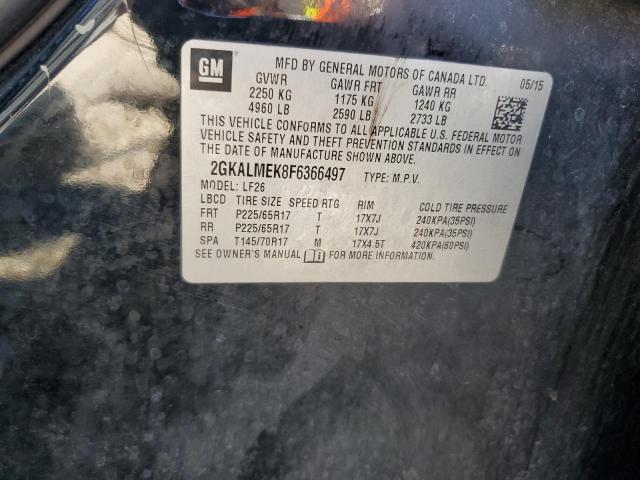 GM
MFD BY GENERAL MOTORS OF CANADA LTD.
05/15
GVWR GAWR FRT GAWR RR
2250 KG 1175 KG 1240 KG
4960 LB 2590 LB 2733 LB
THIS VEHICLE CONFORMS TO ALL APPLICABLE U.S. FEDERAL MOTOR
VEHICLE SAFETY AND THEFT PREVENTION STANDARDS IN EFFECT ON THE
DATE OF MANUFACTURE SHOWN ABOVE.
2GKALMEK8F6366497 TYPE: M.P.V.
MODEL: LF26
LBCD TIRE SIZE SPEED RTG RIM COLD TIRE PRESSURE
FRT P225/65R17 T 17X7J 240KPA(35PSI)
RR P225/65R17 T 17X7J 240KPA(35PSI)
SPA T145/70R17 M 17X4.5T 420KPA(60PSI)
SEE OWNER'S MANUAL FOR MORE INFORMATION.